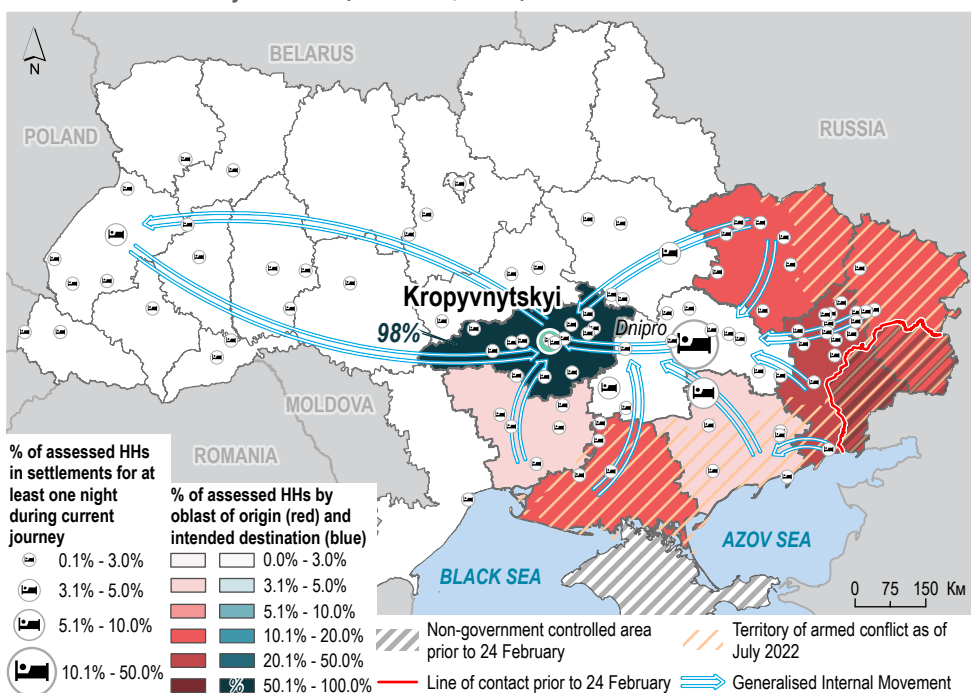 BELARUS
N
POLAND
RUSSIA
Kropyvnytskyi
98%
Dnipro
MOLDOVA
ROMANIA
AZOV SEA
BLACK SEA
0 75 150 Км
% of assessed HHs
in settlements for at
least one night
during current
journey
0.1% - 3.0%
3.1% - 5.0%
5.1% - 10.0%
10.1% - 50.0%
% of assessed HHs by
oblast of origin (red) and
intended destination (blue)
0.0% - 3.0%
3.1% - 5.0%
5.1% - 10.0%
10.1% - 20.0%
20.1% - 50.0%
% 50.1% - 100.0%
Non-government controlled area
prior to 24 February
Territory of armed conflict as of
July 2022
Line of contact prior to 24 February
Generalised Internal Movement